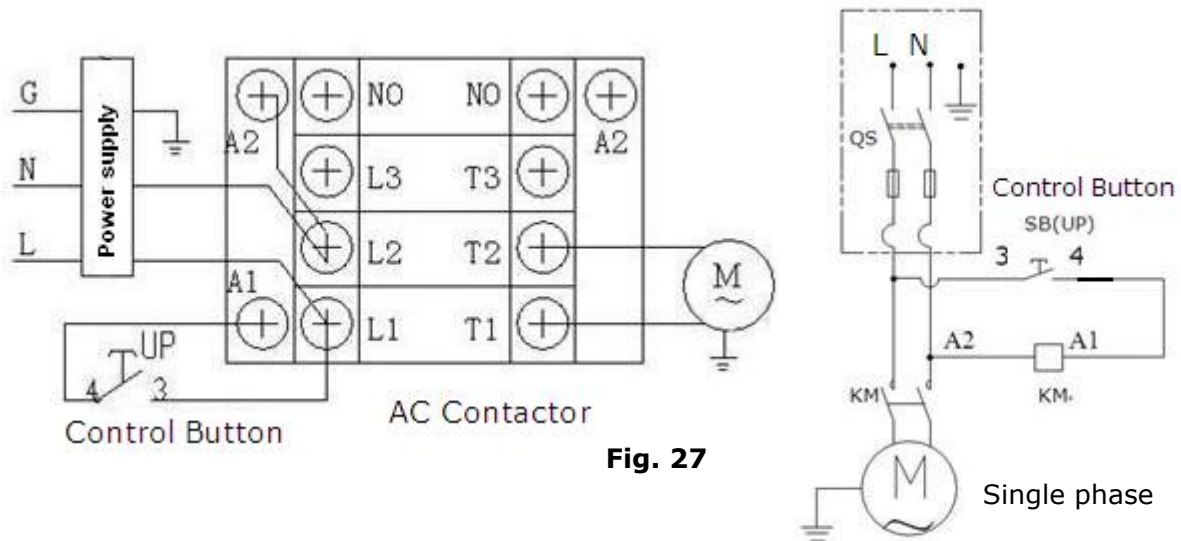 G
N
L
Power supply
A2
NO
NO
A2
L3
T3
L2
T2
A1
L1
T1
M
UP
4
3
Control Button
AC Contactor
Fig. 27
L N
QS
Control Button
SB(UP)
3
4
A2
A1
KM
KM.
M
Single phase